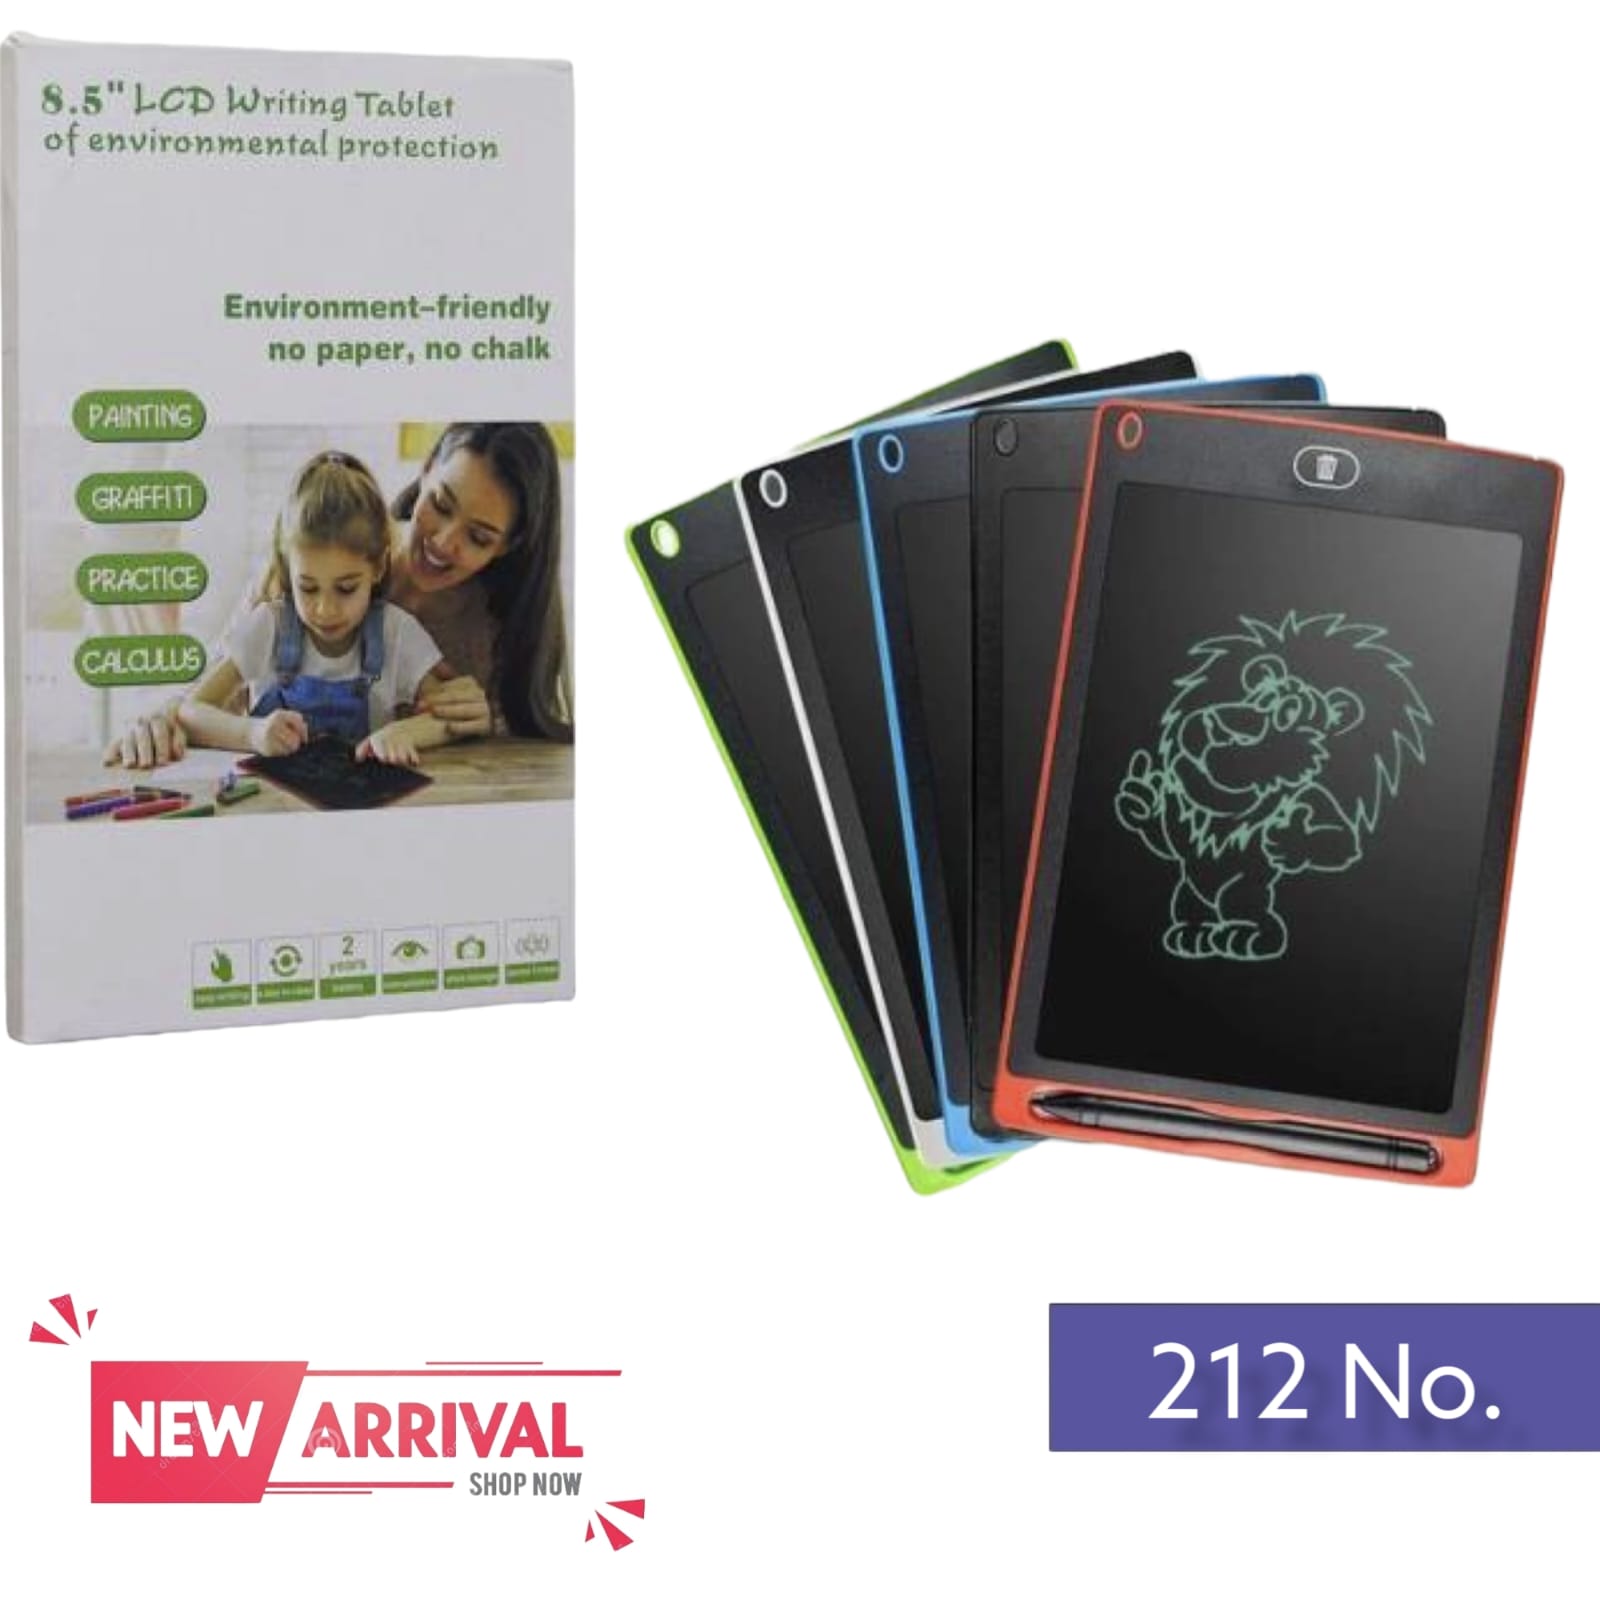 8.5" LCD Writing Tablet
of environmental protection
Environment-friendly
no paper, no chalk
PAINTING
GRAFFITI
PRACTICE
CALCULUS
2
years
NEW ARRIVAL
SHOP NOW
212 No.